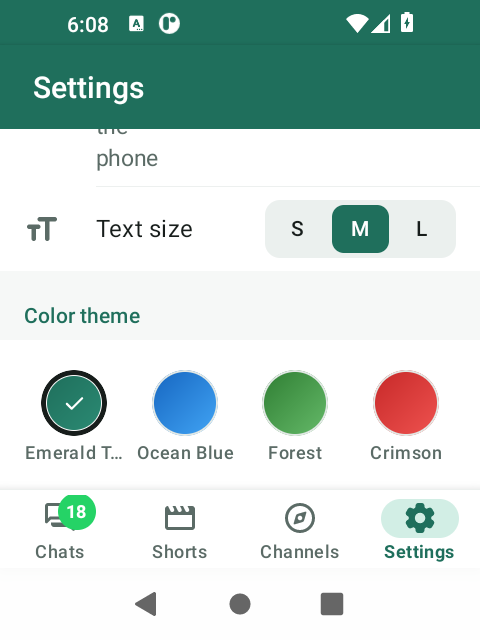 6:08
Settings
the
phone
Text size
S M L
Color theme
Emerald T...
Ocean Blue
Forest
Crimson
18
Chats
Shorts
Channels
Settings